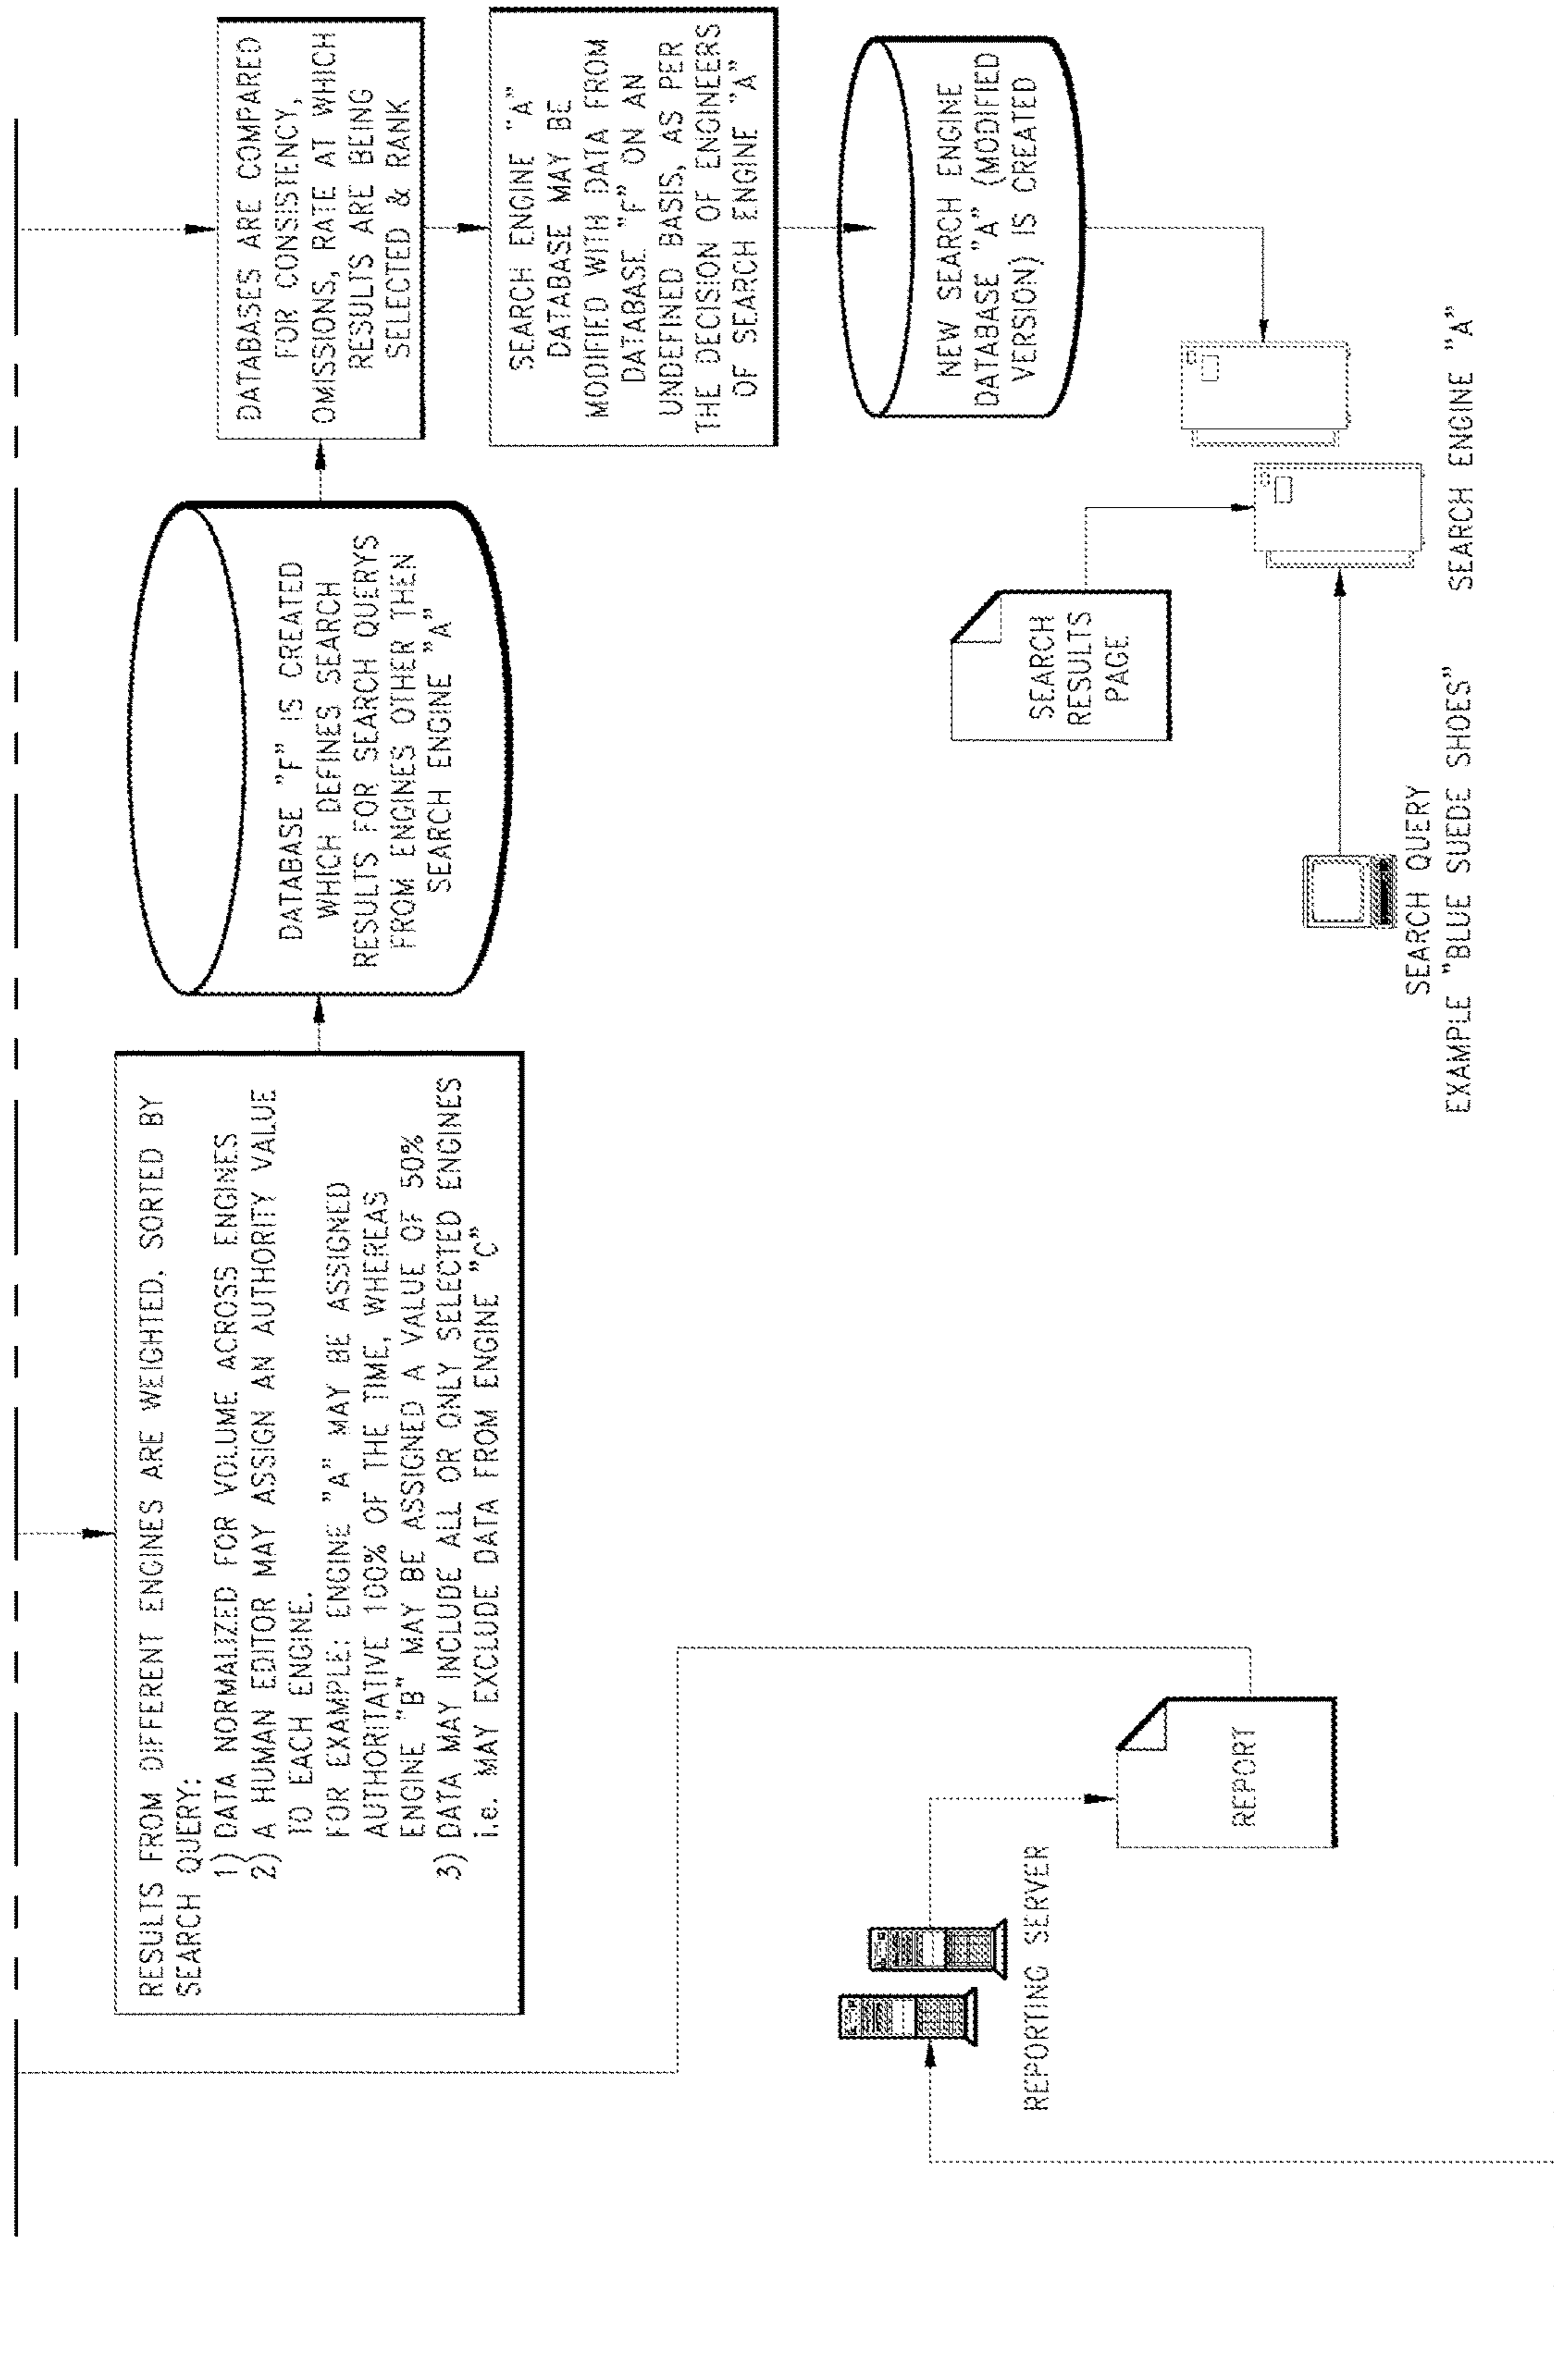 RESULTS FROM DIFFERENT ENGINES ARE WEIGHTED, SORTED BY
SEARCH QUERY:
1) DATA NORMALIZED FOR VOLUME ACROSS ENGINES
2) A HUMAN EDITOR MAY ASSIGN AN AUTHORITY VALUE
TO EACH ENGINE.
FOR EXAMPLE: ENGINE "A" MAY BE ASSIGNED
AUTHORITATIVE 100% OF THE TIME, WHEREAS
ENGINE "B" MAY BE ASSIGNED A VALUE OF 50%
3) DATA MAY INCLUDE ALL OR ONLY SELECTED ENGINES
i.e. MAY EXCLUDE DATA FROM ENGINE "C"
DATABASE "F" IS CREATED
WHICH DEFINES SEARCH
RESULTS FOR SEARCH QUERYS
FROM ENGINES OTHER THEN
SEARCH ENGINE "A"
DATABASES ARE COMPARED
FOR CONSISTENCY,
OMISSIONS, RATE AT WHICH
RESULTS ARE BEING
SELECTED & RANK
SEARCH ENGINE "A"
DATABASE MAY BE
MODIFIED WITH DATA FROM
DATABASE "F" ON AN
UNDEFINED BASIS, AS PER
THE DECISION OF ENGINEERS
OF SEARCH ENGINE "A"
NEW SEARCH ENGINE
DATABASE "A" (MODIFIED
VERSION) IS CREATED
REPORTING SERVER
REPORT
SEARCH
RESULTS
PAGE
SEARCH QUERY
EXAMPLE "BLUE SUEDE SHOES"
SEARCH ENGINE "A"